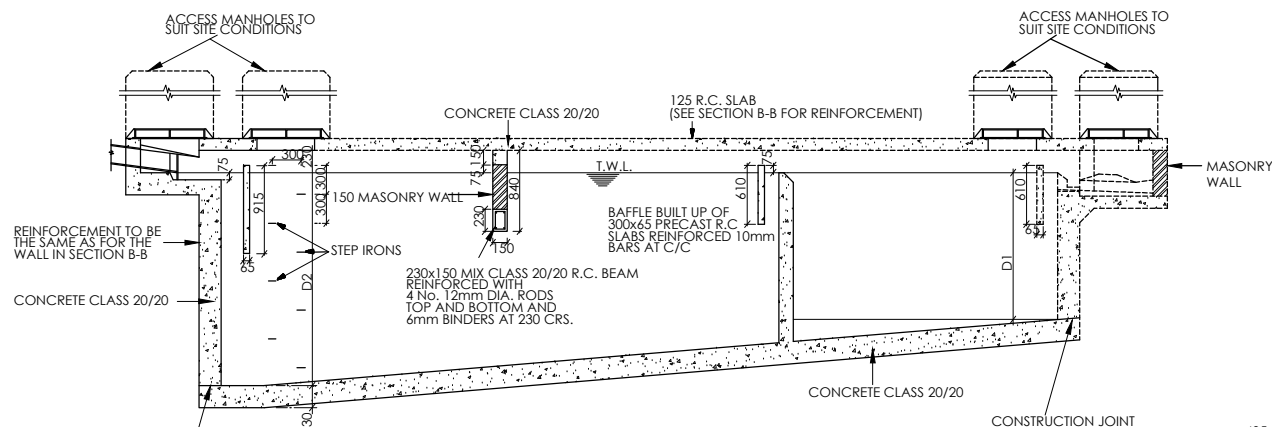 ACCESS MANHOLES TO
SUIT SITE CONDITIONS
ACCESS MANHOLES TO
SUIT SITE CONDITIONS
CONCRETE CLASS 20/20
125 R.C. SLAB
(SEE SECTION B-B FOR REINFORCEMENT)
MASONRY
WALL
T.W.L.
300
230
75
300
300
915
65
75
150
840
150 MASONRY WALL
230
150
75
610
610
65
D1
D2
BAFFLE BUILT UP OF
300x65 PRECAST R.C
SLABS REINFORCED 10mm
BARS AT C/C
REINFORCEMENT TO BE
THE SAME AS FOR THE
WALL IN SECTION B-B
STEP IRONS
230x150 MIX CLASS 20/20 R.C. BEAM
REINFORCED WITH
4 No. 12mm DIA. RODS
TOP AND BOTTOM AND
6mm BINDERS AT 230 CRS.
CONCRETE CLASS 20/20
CONCRETE CLASS 20/20
CONSTRUCTION JOINT